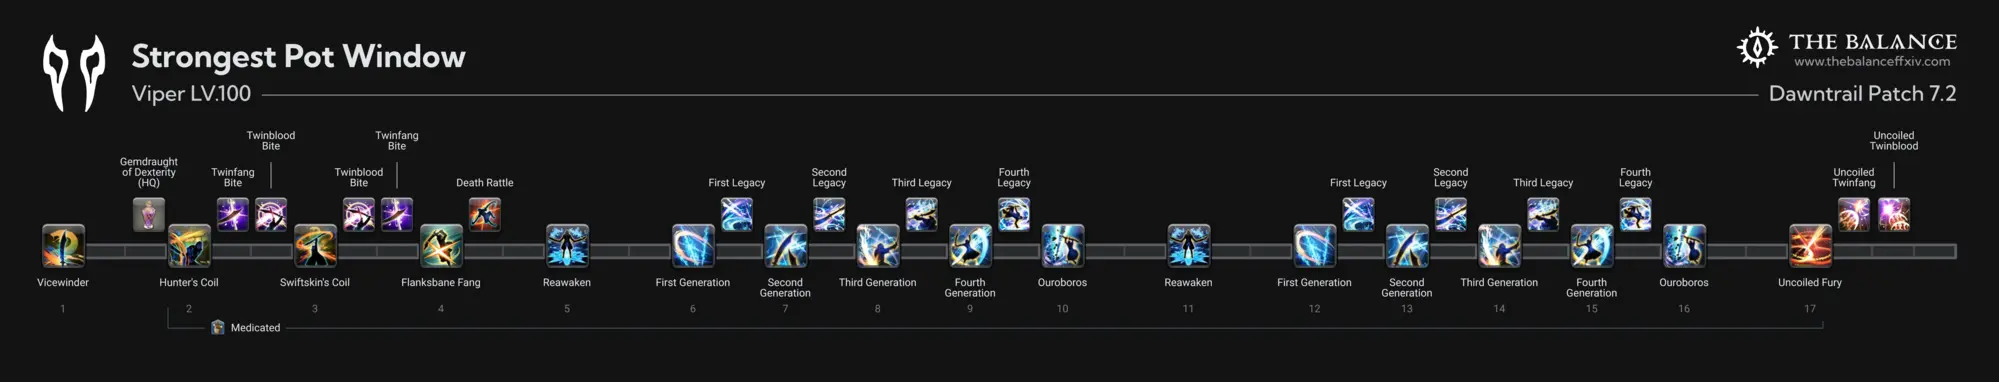 Strongest Pot Window
THE BALANCE
www.thebalanceffxiv.com
Viper LV.100
Dawntrail Patch 7.2
Gemdraught
of Dexterity
(HQ)
Twinfang
Bite
Twinblood
Bite
Twinblood
Bite
Twinfang
Bite
Death Rattle
First Legacy
Second
Legacy
Third Legacy
Fourth
Legacy
First Legacy
Second
Legacy
Third Legacy
Fourth
Legacy
Uncoiled
Twinfang
Uncoiled
Twinblood
Vicewinder
Hunter's Coil
Swiftskin's Coil
Flanksbane Fang
Reawaken
First Generation
Second
Generation
Third Generation
Fourth
Generation
Ouroboros
Reawaken
First Generation
Second
Generation
Third Generation
Fourth
Generation
Ouroboros
Uncoiled Fury
1 2 3 4 5 6 7 8 9 10 11 12 13 14 15 16 17
Medicated